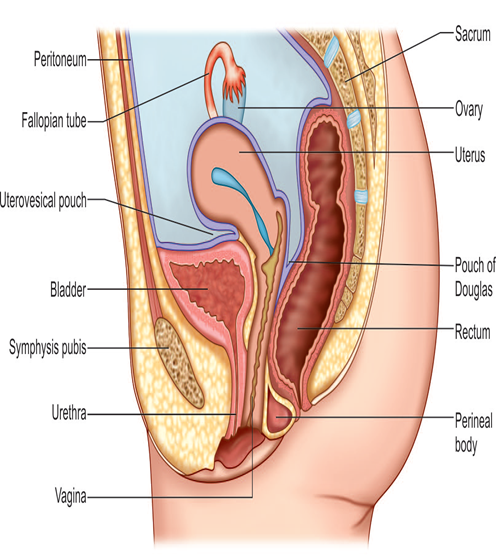 Peritoneum
Fallopian tube
Uterovesical pouch
Bladder
Symphysis pubis
Urethra
Vagina
Sacrum
Ovary
Uterus
Pouch of
Douglas
Rectum
Perineal
body